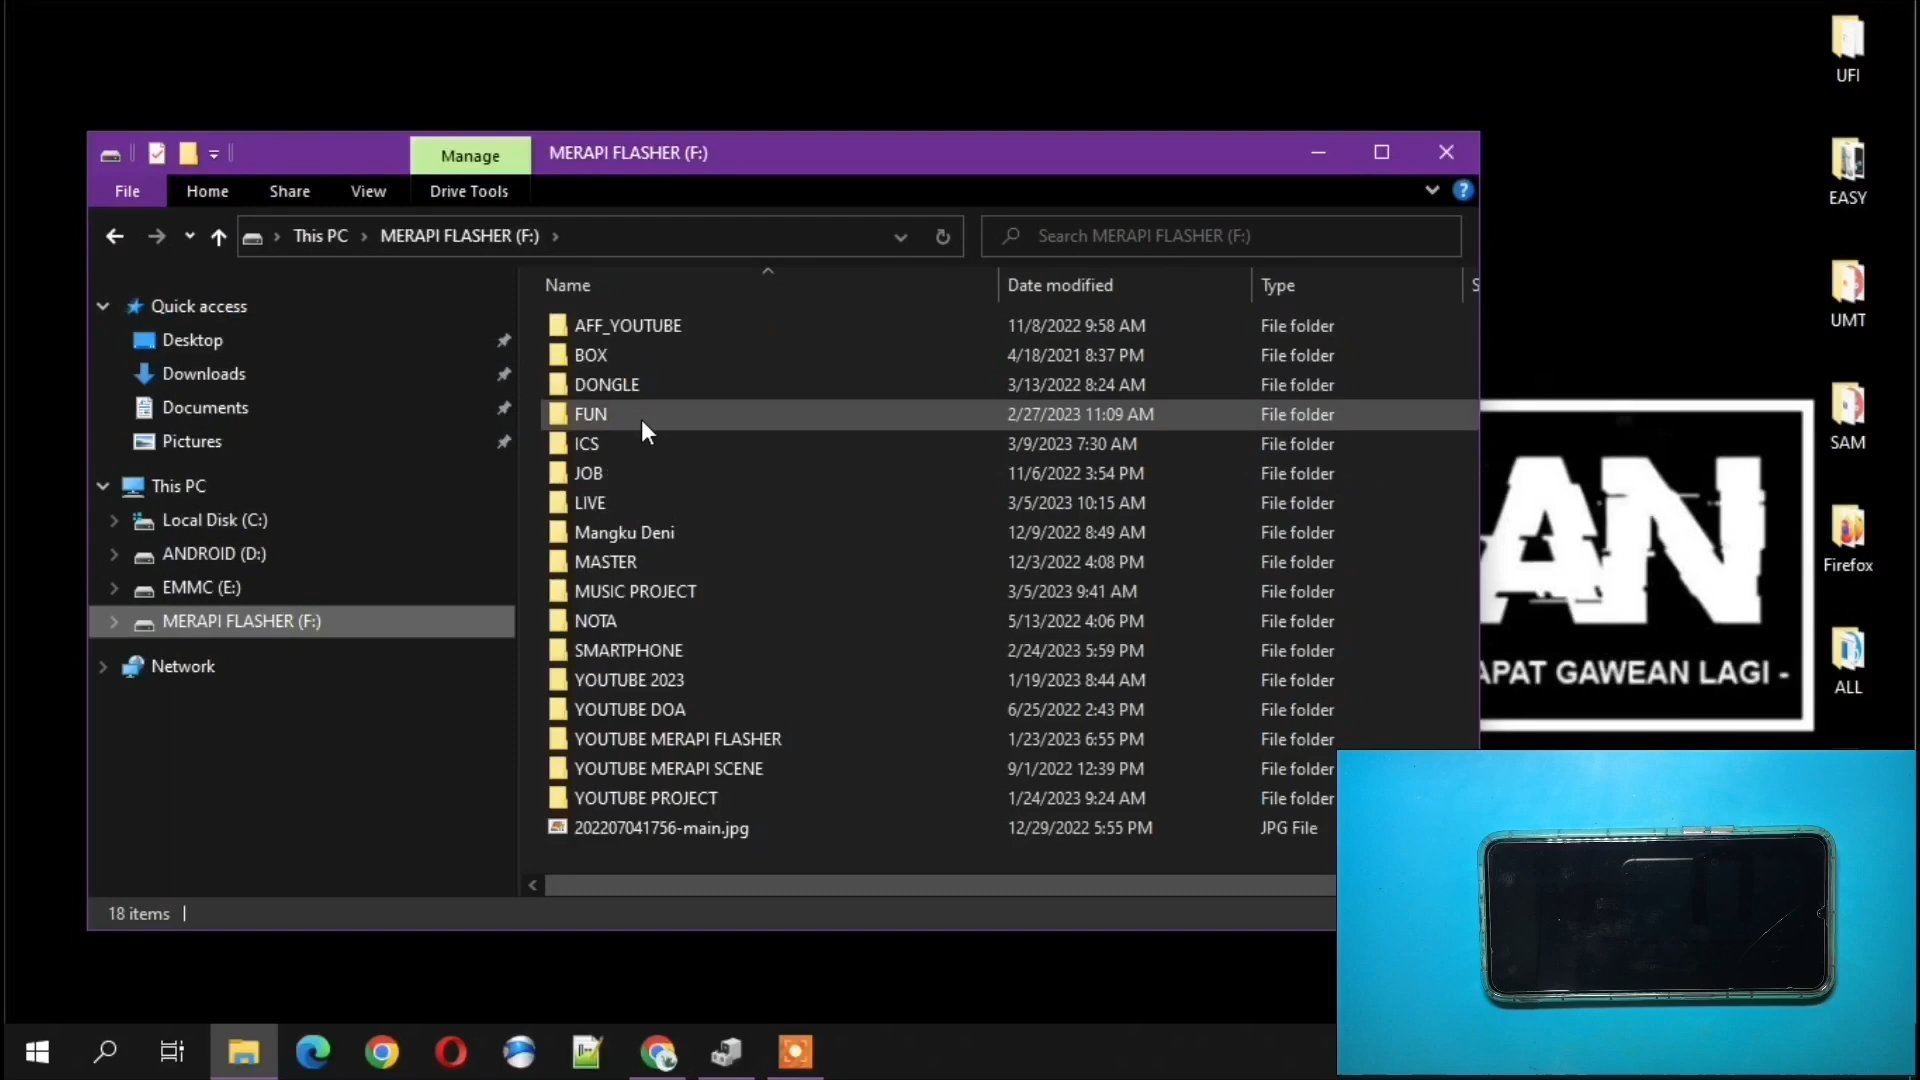 UFI
EASY
UMT
SAM
Firefox
ALL
Manage
MERAPI FLASHER (F:)
File
Home
Share
View
Drive Tools
This PC
MERAPI FLASHER (F:)
Search MERAPI FLASHER (F:)
Name
Date modified
Type
S
Quick access
Desktop
Downloads
Documents
Pictures
This PC
Local Disk (C:)
ANDROID (D:)
EMMC (E:)
MERAPI FLASHER (F:)
Network
AFF_YOUTUBE 11/8/2022 9:58 AM File folder
BOX 4/18/2021 8:37 PM File folder
DONGLE 3/13/2022 8:24 AM File folder
FUN 2/27/2023 11:09 AM File folder
ICS 3/9/2023 7:30 AM File folder
JOB 11/6/2022 3:54 PM File folder
LIVE 3/5/2023 10:15 AM File folder
Mangku Deni 12/9/2022 8:49 AM File folder
MASTER 12/3/2022 4:08 PM File folder
MUSIC PROJECT 3/5/2023 9:41 AM File folder
NOTA 5/13/2022 4:06 PM File folder
SMARTPHONE 2/24/2023 5:59 PM File folder
YOUTUBE 2023 1/19/2023 8:44 AM File folder
YOUTUBE DOA 6/25/2022 2:43 PM File folder
YOUTUBE MERAPI FLASHER 1/23/2023 6:55 PM File folder
YOUTUBE MERAPI SCENE 9/1/2022 12:39 PM File folder
YOUTUBE PROJECT 1/24/2023 9:24 AM File folder
202207041756-main.jpg 12/29/2022 5:55 PM JPG File
18 items
AN
APAT GAWEAN LAGI -